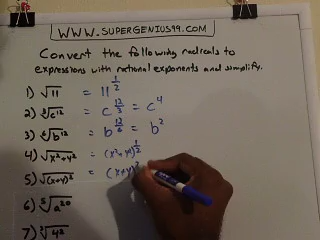 WWW.SUPERGENIUS99.COM
Convert the following radicals to
expressions with rational exponents and simplify.
1) √11 = 11^(1/2)
2) ∛c¹² = c^(12/3) = c⁴
3) ⁶√b¹² = b^(12/6) = b²
4) √x²+y² = (x²+y²)^(1/2)
5) √(x+y)² = (x+y)
6) ⁵√a²⁰
7) ³√4²